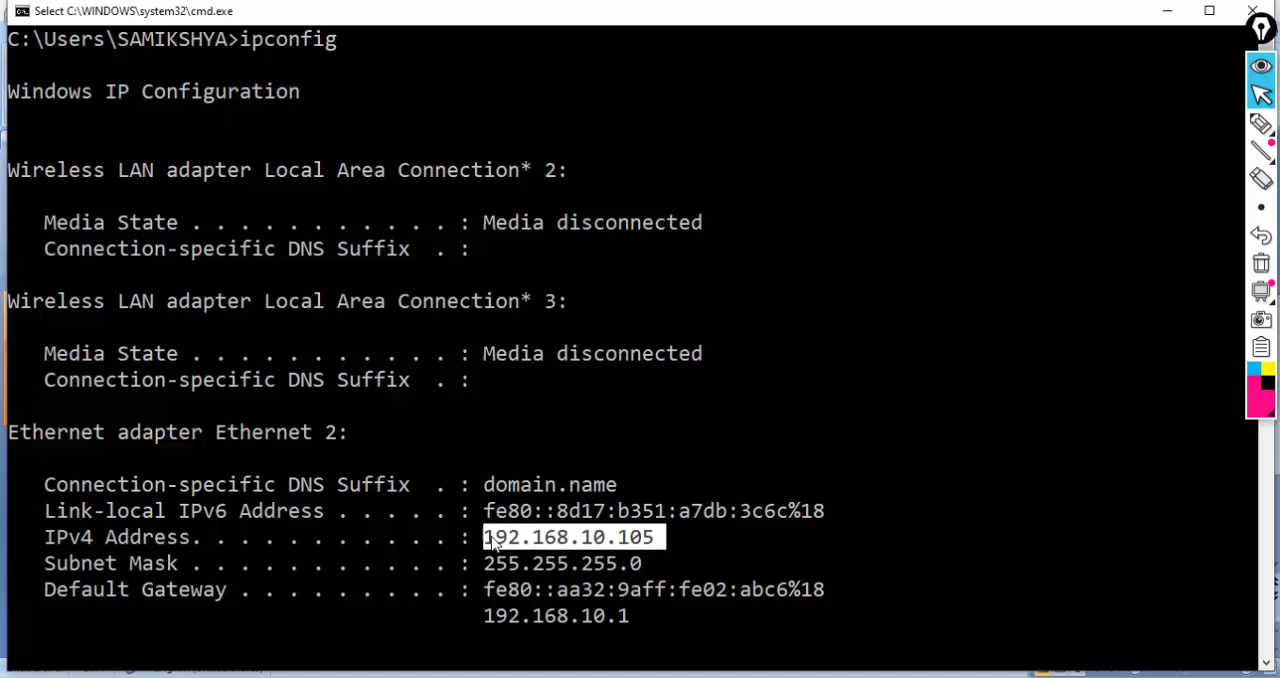 Select C:\WINDOWS\system32\cmd.exe
C:\Users\SAMIKSHYA>ipconfig
Windows IP Configuration
Wireless LAN adapter Local Area Connection* 2:
Media State . . . . . . . . . . . : Media disconnected
Connection-specific DNS Suffix  . :
Wireless LAN adapter Local Area Connection* 3:
Media State . . . . . . . . . . . : Media disconnected
Connection-specific DNS Suffix  . :
Ethernet adapter Ethernet 2:
Connection-specific DNS Suffix  . : domain.name
Link-local IPv6 Address . . . . . : fe80::8d17:b351:a7db:3c6c%18
IPv4 Address. . . . . . . . . . . : 192.168.10.105
Subnet Mask . . . . . . . . . . . : 255.255.255.0
Default Gateway . . . . . . . . . : fe80::aa32:9aff:fe02:abc6%18
192.168.10.1